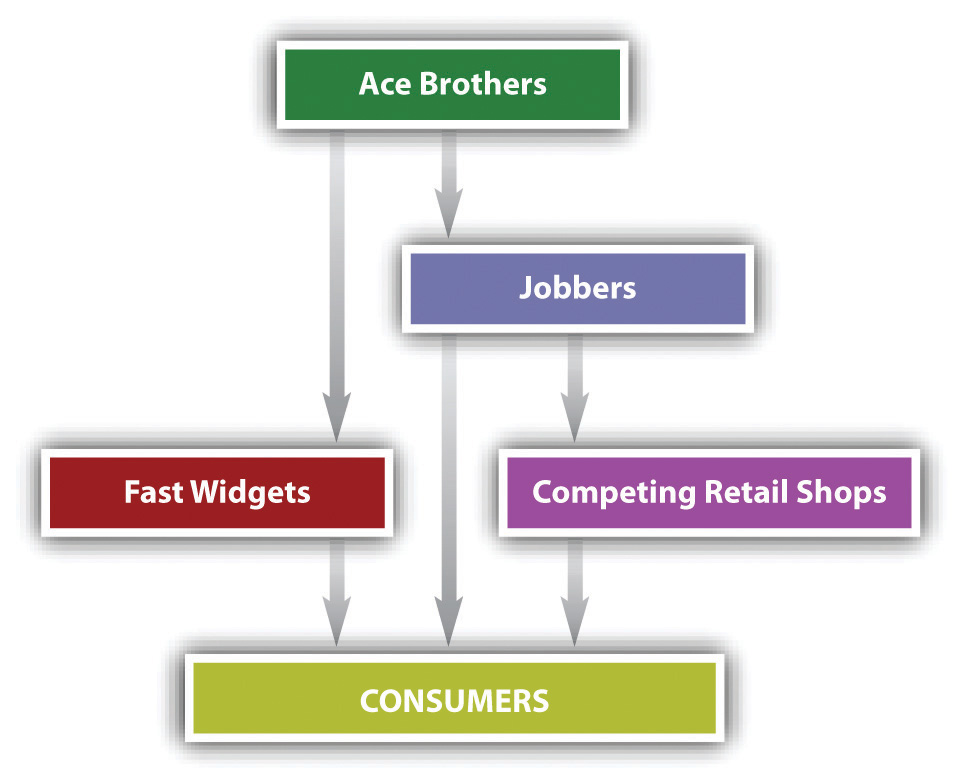 Ace Brothers
Jobbers
Fast Widgets
Competing Retail Shops
CONSUMERS